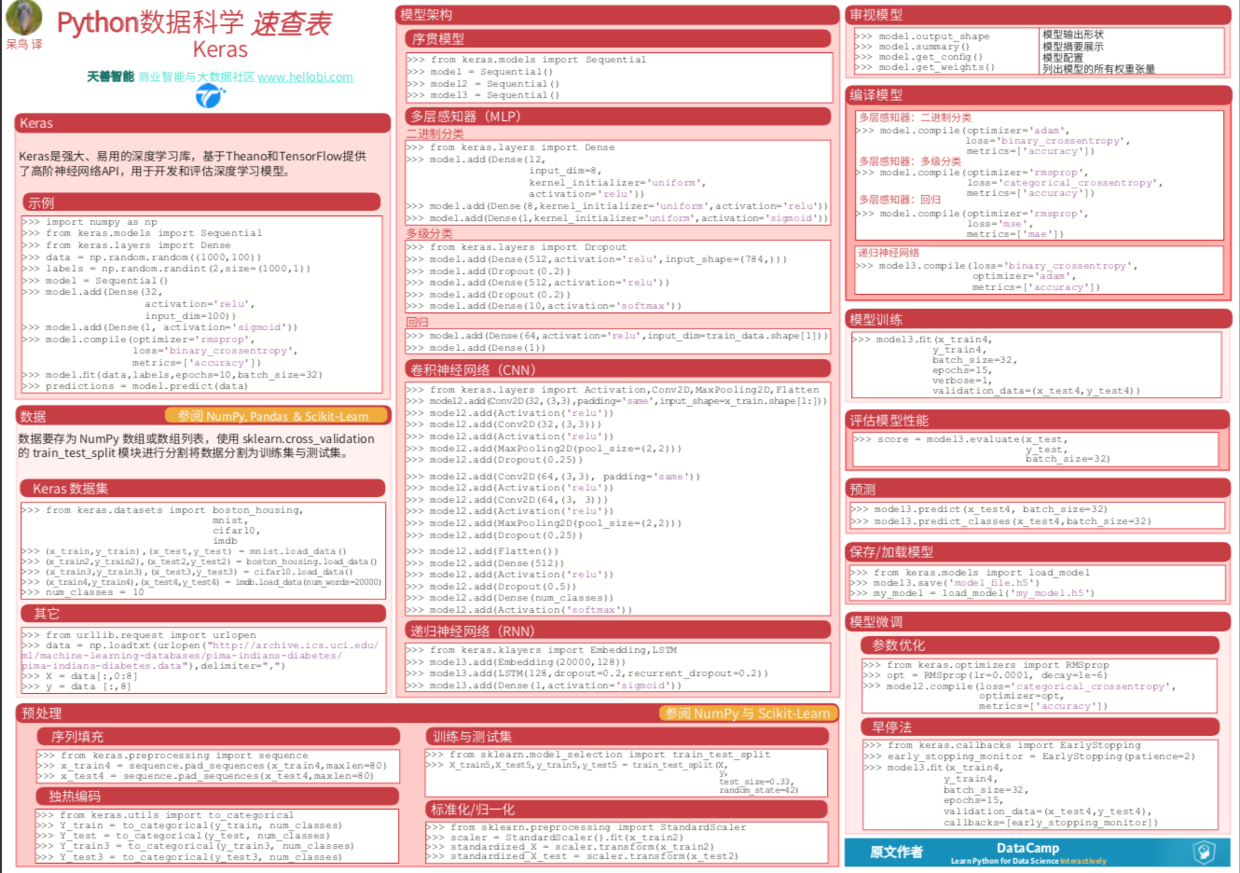 呆鸟 译
Python数据科学 速查表
Keras
天善智能 商业智能与大数据社区 www.hellobi.com
Keras
Keras是强大、易用的深度学习库，基于Theano和TensorFlow提供
了高阶神经网络API，用于开发和评估深度学习模型。
示例
>>> import numpy as np
>>> from keras.models import Sequential
>>> from keras.layers import Dense
>>> data = np.random.random((1000,100))
>>> labels = np.random.randint(2,size=(1000,1))
>>> model = Sequential()
>>> model.add(Dense(32,
activation='relu',
input_dim=100))
>>> model.add(Dense(1, activation='sigmoid'))
>>> model.compile(optimizer='rmsprop',
loss='binary_crossentropy',
metrics=['accuracy'])
>>> model.fit(data,labels,epochs=10,batch_size=32)
>>> predictions = model.predict(data)
数据 参阅 NumPy, Pandas & Scikit-Learn
数据要存为 NumPy 数组或数组列表，使用 sklearn.cross_validation
的 train_test_split 模块进行分割将数据分割为训练集与测试集。
Keras 数据集
>>> from keras.datasets import boston_housing,
mnist,
cifar10,
imdb
>>> (x_train,y_train),(x_test,y_test) = mnist.load_data()
>>> (x_train2,y_train2),(x_test2,y_test2) = boston_housing.load_data()
>>> (x_train3,y_train3),(x_test3,y_test3) = cifar10.load_data()
>>> (x_train4,y_train4),(x_test4,y_test4) = imdb.load_data(num_words=20000)
>>> num_classes = 10
其它
>>> from urllib.request import urlopen
>>> data = np.loadtxt(urlopen("http://archive.ics.uci.edu/
ml/machine-learning-databases/pima-indians-diabetes/
pima-indians-diabetes.data"),delimiter=",")
>>> X = data[:,0:8]
>>> y = data [:,8]
模型架构
序贯模型
>>> from keras.models import Sequential
>>> model = Sequential()
>>> model2 = Sequential()
>>> model3 = Sequential()
多层感知器（MLP）
二进制分类
>>> from keras.layers import Dense
>>> model.add(Dense(12,
input_dim=8,
kernel_initializer='uniform',
activation='relu'))
>>> model.add(Dense(8,kernel_initializer='uniform',activation='relu'))
>>> model.add(Dense(1,kernel_initializer='uniform',activation='sigmoid'))
多级分类
>>> from keras.layers import Dropout
>>> model.add(Dense(512,activation='relu',input_shape=(784,)))
>>> model.add(Dropout(0.2))
>>> model.add(Dense(512,activation='relu'))
>>> model.add(Dropout(0.2))
>>> model.add(Dense(10,activation='softmax'))
回归
>>> model.add(Dense(64,activation='relu',input_dim=train_data.shape[1]))
>>> model.add(Dense(1))
卷积神经网络（CNN）
>>> from keras.layers import Activation,Conv2D,MaxPooling2D,Flatten
>>> model2.add(Conv2D(32,(3,3),padding='same',input_shape=x_train.shape[1:]))
>>> model2.add(Activation('relu'))
>>> model2.add(Conv2D(32,(3,3)))
>>> model2.add(Activation('relu'))
>>> model2.add(MaxPooling2D(pool_size=(2,2)))
>>> model2.add(Dropout(0.25))
>>> model2.add(Conv2D(64,(3,3), padding='same'))
>>> model2.add(Activation('relu'))
>>> model2.add(Conv2D(64,(3, 3)))
>>> model2.add(Activation('relu'))
>>> model2.add(MaxPooling2D(pool_size=(2,2)))
>>> model2.add(Dropout(0.25))
>>> model2.add(Flatten())
>>> model2.add(Dense(512))
>>> model2.add(Activation('relu'))
>>> model2.add(Dropout(0.5))
>>> model2.add(Dense(num_classes))
>>> model2.add(Activation('softmax'))
递归神经网络（RNN）
>>> from keras.klayers import Embedding,LSTM
>>> model3.add(Embedding(20000,128))
>>> model3.add(LSTM(128,dropout=0.2,recurrent_dropout=0.2))
>>> model3.add(Dense(1,activation='sigmoid'))
预处理 参阅 NumPy 与 Scikit-Learn
序列填充
>>> from keras.preprocessing import sequence
>>> x_train4 = sequence.pad_sequences(x_train4,maxlen=80)
>>> x_test4 = sequence.pad_sequences(x_test4,maxlen=80)
独热编码
>>> from keras.utils import to_categorical
>>> Y_train = to_categorical(y_train, num_classes)
>>> Y_test = to_categorical(y_test, num_classes)
>>> Y_train3 = to_categorical(y_train3, num_classes)
>>> Y_test3 = to_categorical(y_test3, num_classes)
训练与测试集
>>> from sklearn.model_selection import train_test_split
>>> X_train5,X_test5,y_train5,y_test5 = train_test_split(X,
y,
test_size=0.33,
random_state=42)
标准化/归一化
>>> from sklearn.preprocessing import StandardScaler
>>> scaler = StandardScaler().fit(x_train2)
>>> standardized_X = scaler.transform(x_train2)
>>> standardized_X_test = scaler.transform(x_test2)
审视模型
>>> model.output_shape 模型输出形状
>>> model.summary() 模型摘要展示
>>> model.get_config() 模型配置
>>> model.get_weights() 列出模型的所有权重张量
编译模型
多层感知器：二进制分类
>>> model.compile(optimizer='adam',
loss='binary_crossentropy',
metrics=['accuracy'])
多层感知器：多级分类
>>> model.compile(optimizer='rmsprop',
loss='categorical_crossentropy',
metrics=['accuracy'])
多层感知器：回归
>>> model.compile(optimizer='rmsprop',
loss='mse',
metrics=['mae'])
递归神经网络
>>> model3.compile(loss='binary_crossentropy',
optimizer='adam',
metrics=['accuracy'])
模型训练
>>> model3.fit(x_train4,
y_train4,
batch_size=32,
epochs=15,
verbose=1,
validation_data=(x_test4,y_test4))
评估模型性能
>>> score = model3.evaluate(x_test,
y_test,
batch_size=32)
预测
>>> model3.predict(x_test4, batch_size=32)
>>> model3.predict_classes(x_test4,batch_size=32)
保存/加载模型
>>> from keras.models import load_model
>>> model3.save('model_file.h5')
>>> my_model = load_model('my_model.h5')
模型微调
参数优化
>>> from keras.optimizers import RMSprop
>>> opt = RMSprop(lr=0.0001, decay=1e-6)
>>> model2.compile(loss='categorical_crossentropy',
optimizer=opt,
metrics=['accuracy'])
早停法
>>> from keras.callbacks import EarlyStopping
>>> early_stopping_monitor = EarlyStopping(patience=2)
>>> model3.fit(x_train4,
y_train4,
batch_size=32,
epochs=15,
validation_data=(x_test4,y_test4),
callbacks=[early_stopping_monitor])
原文作者 DataCamp
Learn Python for Data Science Interactively